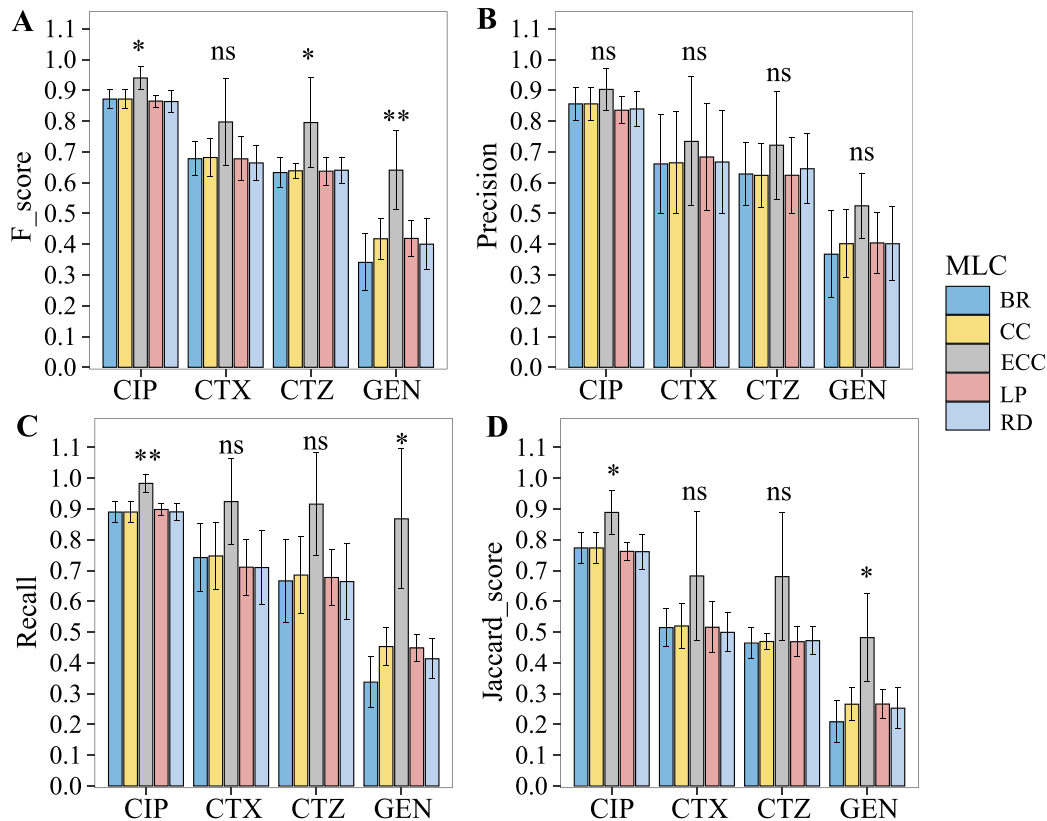 A
F_score
1.1
1.0
0.9
0.8
0.7
0.6
0.5
0.4
0.3
0.2
0.1
0.0
* ns * **
CIP CTX CTZ GEN
B
Precision
1.1
1.0
0.9
0.8
0.7
0.6
0.5
0.4
0.3
0.2
0.1
0.0
ns ns ns ns
CIP CTX CTZ GEN
MLC
BR
CC
ECC
LP
RD
C
Recall
1.1
1.0
0.9
0.8
0.7
0.6
0.5
0.4
0.3
0.2
0.1
0.0
** ns ns *
CIP CTX CTZ GEN
D
Jaccard_score
1.1
1.0
0.9
0.8
0.7
0.6
0.5
0.4
0.3
0.2
0.1
0.0
* ns ns *
CIP CTX CTZ GEN